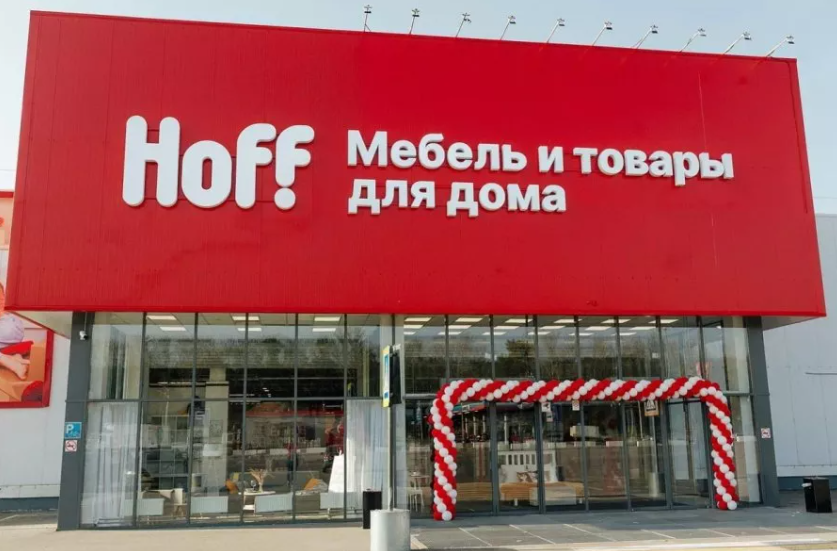 Hoff
Мебель и товары
для дома
P